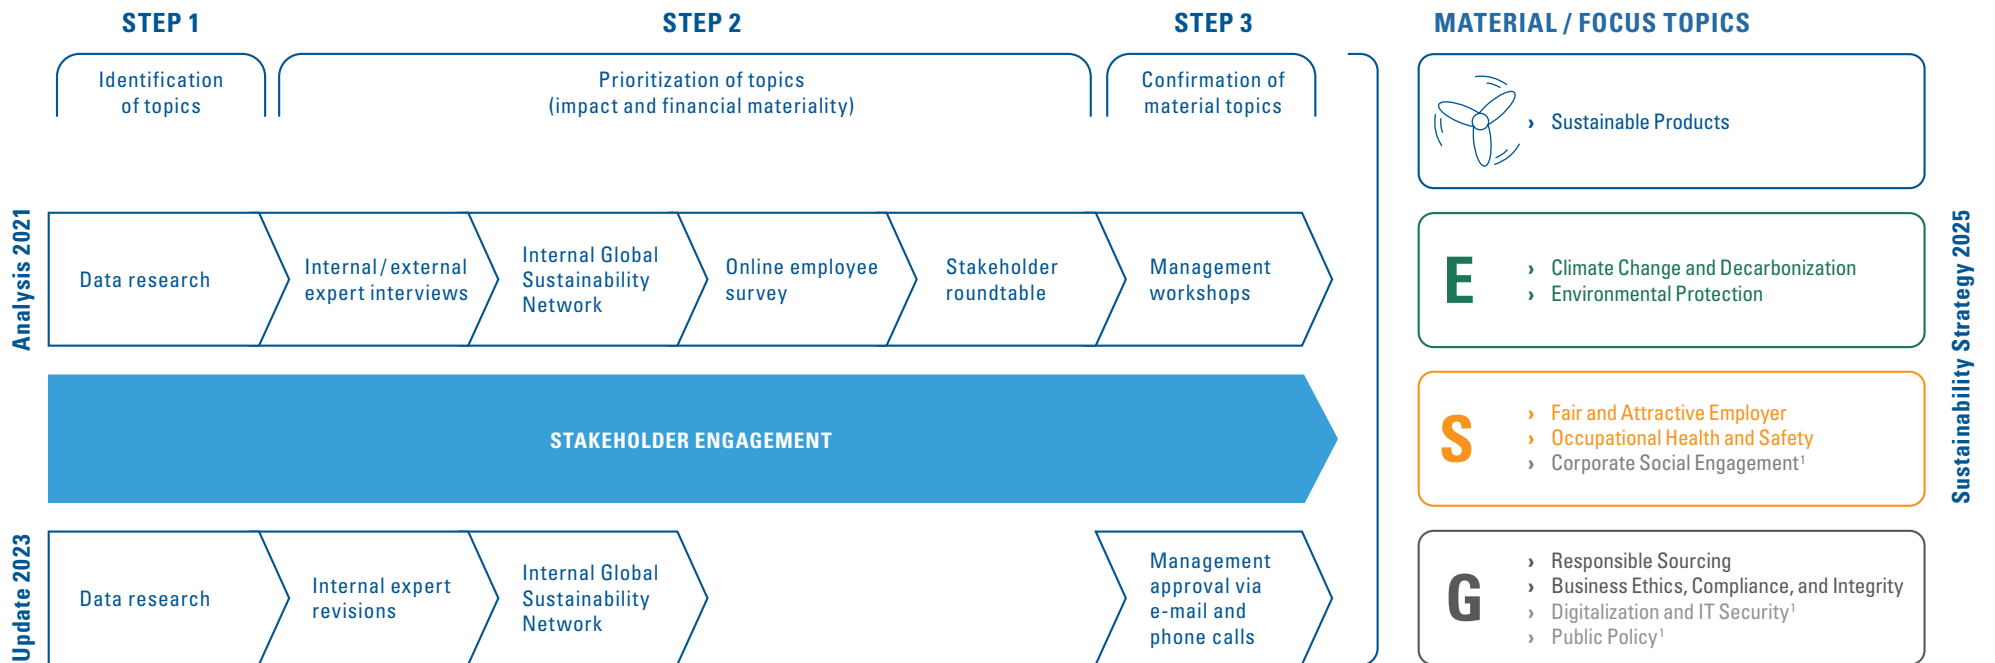 STEP 1
STEP 2
STEP 3
MATERIAL / FOCUS TOPICS
Identification
of topics
Prioritization of topics
(impact and financial materiality)
Confirmation of
material topics
› Sustainable Products
Analysis 2021
Data research
Internal/external
expert interviews
Internal Global
Sustainability
Network
Online employee
survey
Stakeholder
roundtable
Management
workshops
E
› Climate Change and Decarbonization
› Environmental Protection
STAKEHOLDER ENGAGEMENT
S
› Fair and Attractive Employer
› Occupational Health and Safety
› Corporate Social Engagement¹
Sustainability Strategy 2025
Update 2023
Data research
Internal expert
revisions
Internal Global
Sustainability
Network
Management
approval via
e-mail and
phone calls
G
› Responsible Sourcing
› Business Ethics, Compliance, and Integrity
› Digitalization and IT Security¹
› Public Policy¹